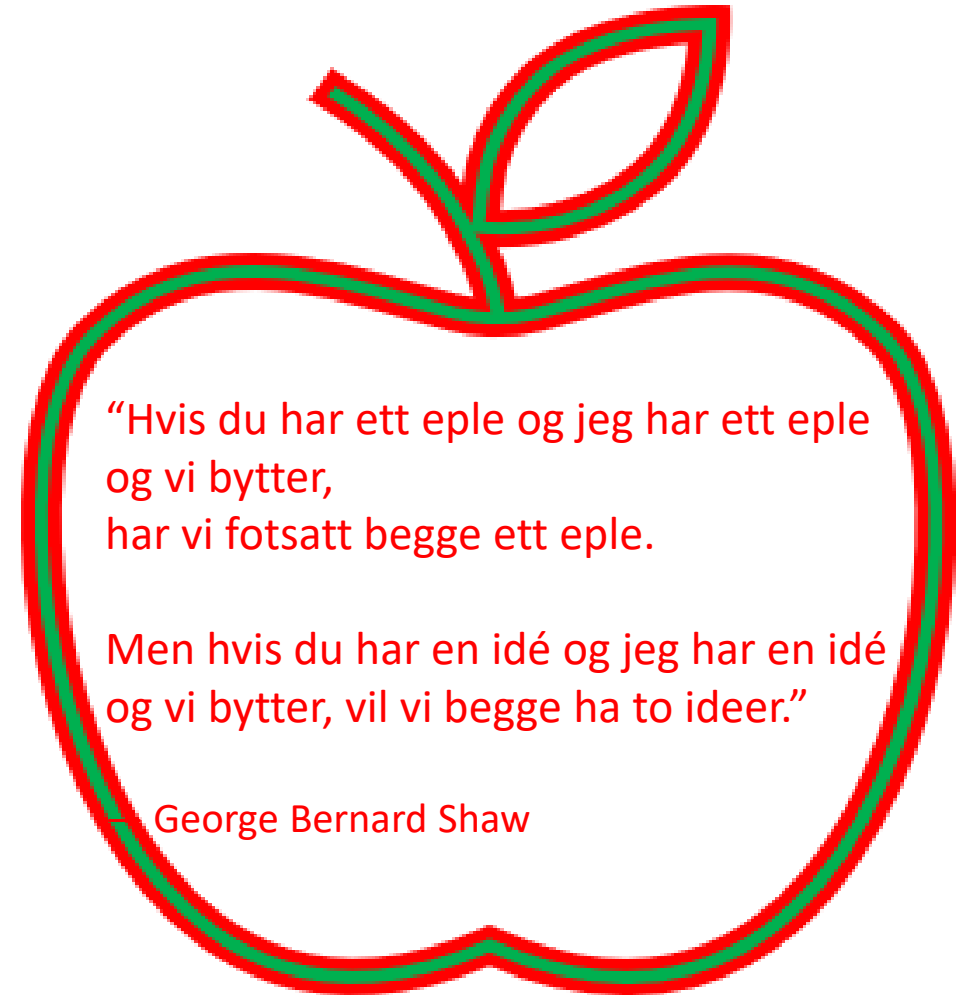 “Hvis du har ett eple og jeg har ett eple
og vi bytter,
har vi fotsatt begge ett eple.
Men hvis du har en idé og jeg har en idé
og vi bytter, vil vi begge ha to ideer.”
— George Bernard Shaw